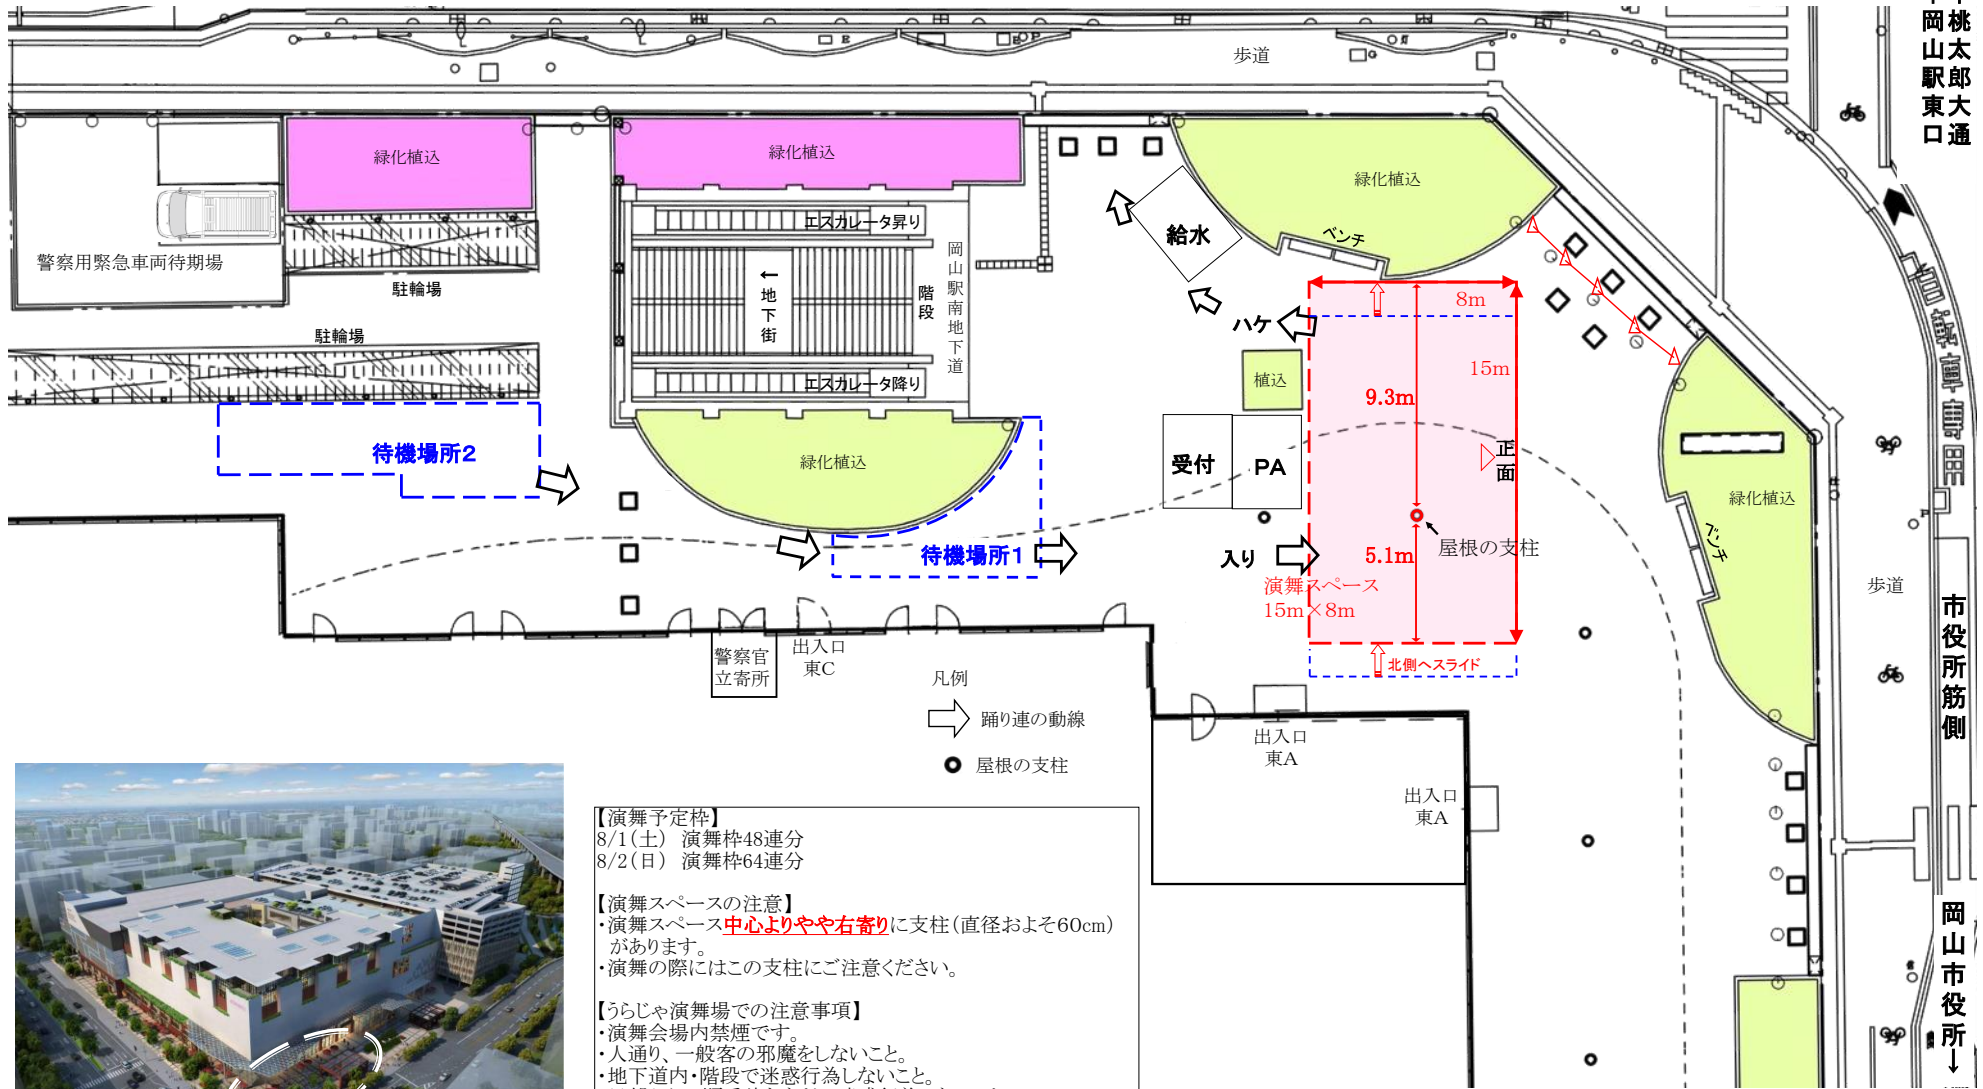 桃太郎大通
岡山駅東口
歩道
緑化植込
緑化植込
緑化植込
エスカレータ昇り
給水
ベンチ
警察用緊急車両待期場
駐輪場
←地下街
階段
岡山駅南地下道
8m
ハケ
駐輪場
15m
植込
エスカレータ降り
9.3m
待機場所2
緑化植込
受付
PA
正面
緑化植込
ベンチ
待機場所1
入り
5.1m
屋根の支柱
演舞スペース
15m×8m
歩道
市役所筋側
警察官
立寄所
出入口
東C
北側へスライド
凡例
踊り連の動線
屋根の支柱
出入口
東A
出入口
東A
【演舞予定枠】
8/1(土) 演舞枠48連分
8/2(日) 演舞枠64連分
【演舞スペースの注意】
・演舞スペース中心よりやや右寄りに支柱(直径およそ60cm)
があります。
・演舞の際にはこの支柱にご注意ください。
【うらじゃ演舞場での注意事項】
・演舞会場内禁煙です。
・人通り、一般客の邪魔をしないこと。
・地下道内・階段で迷惑行為しないこと。
岡山市役所↓